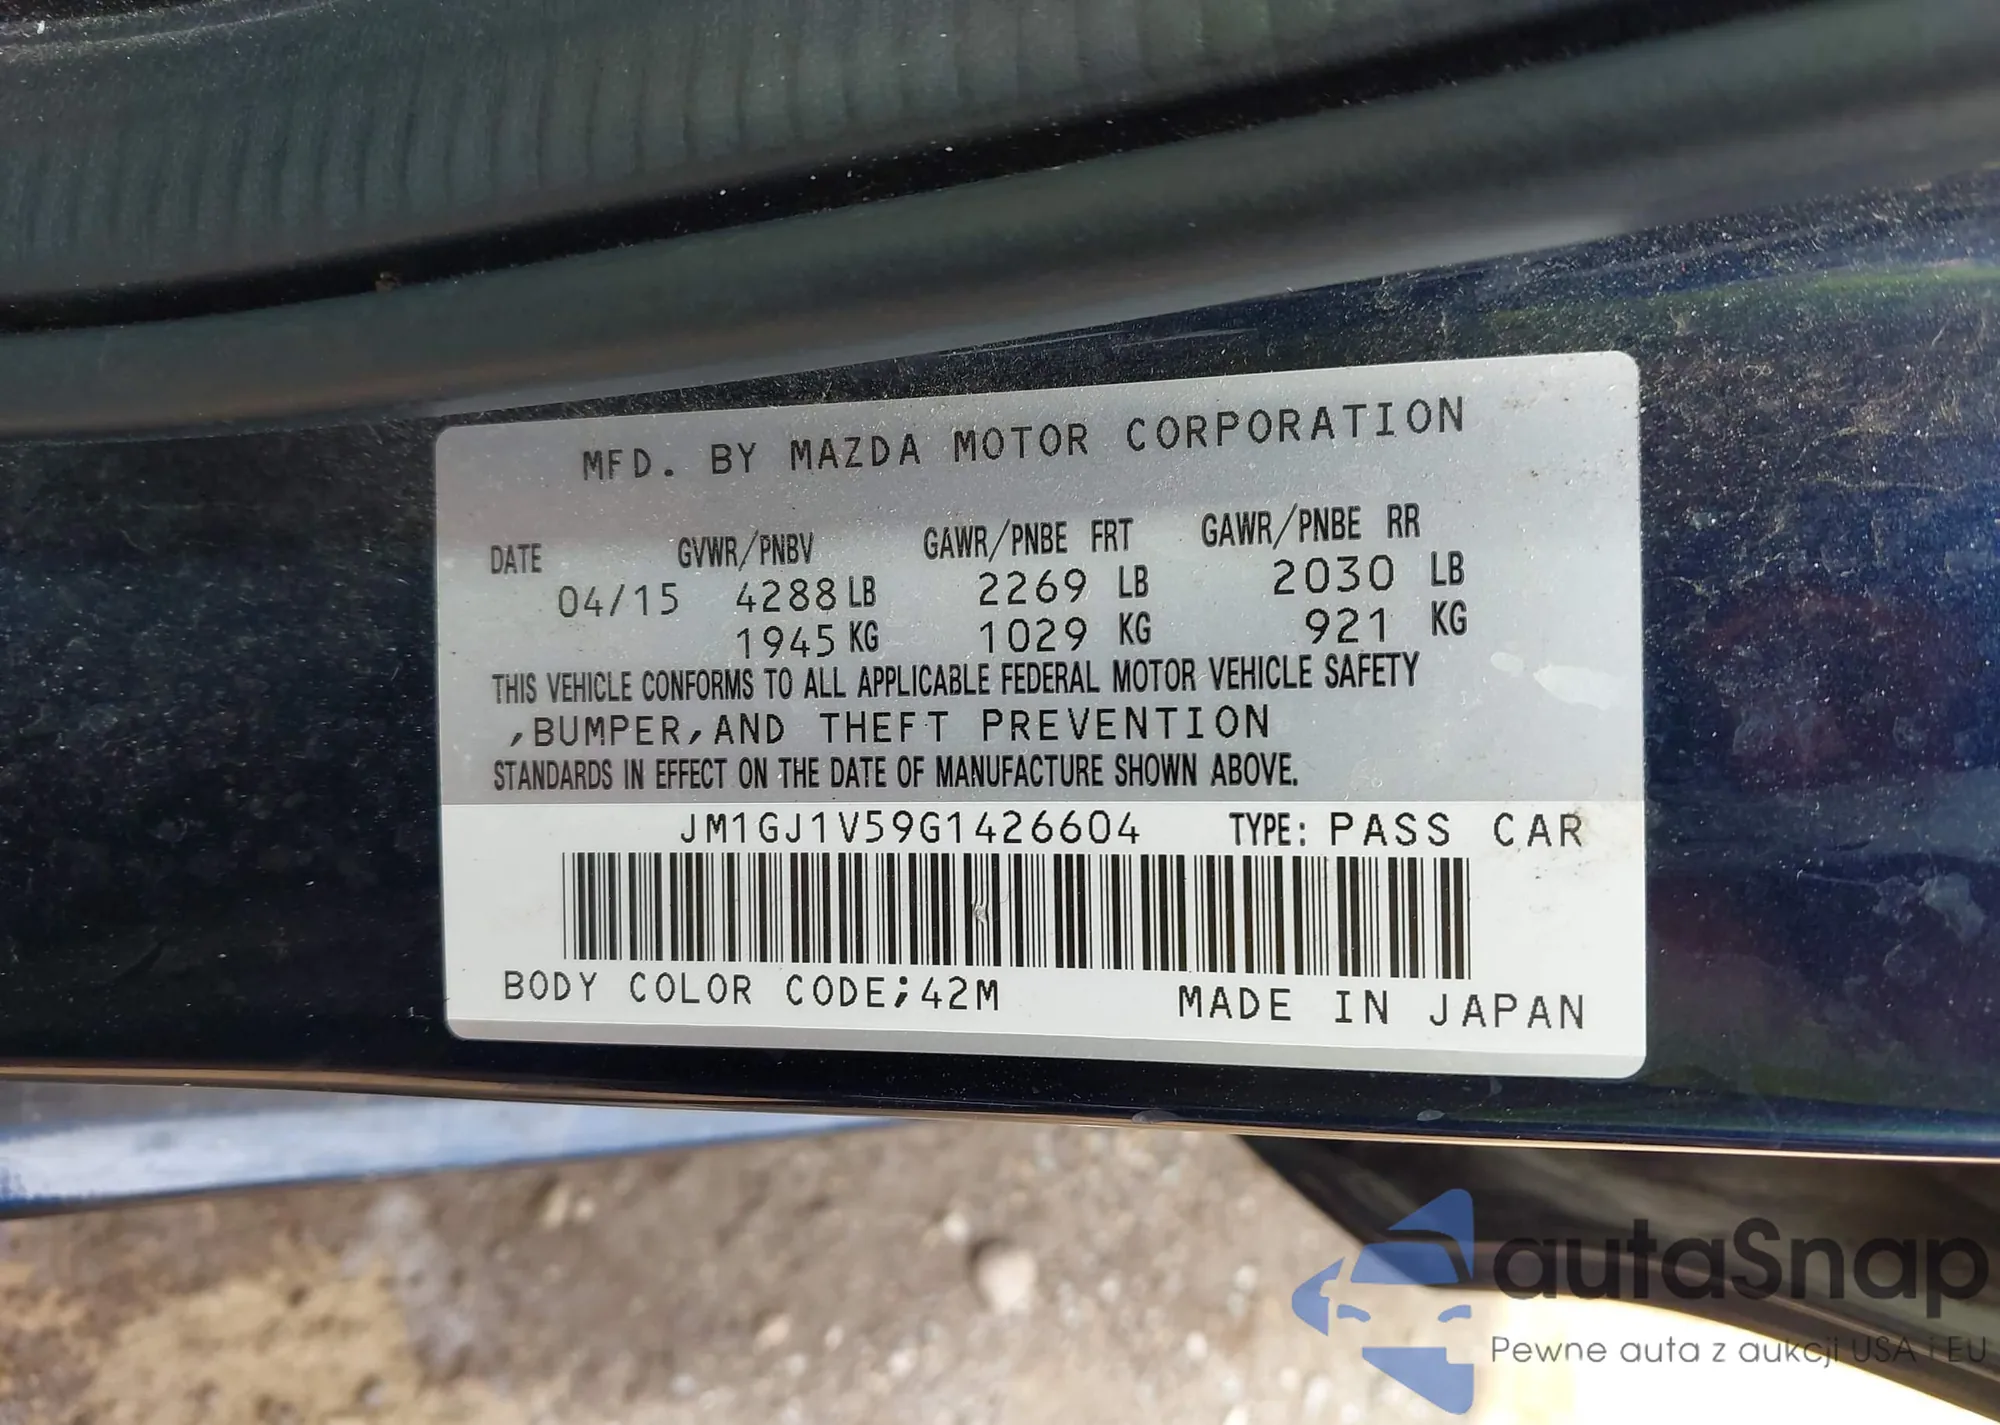 MFD. BY MAZDA MOTOR CORPORATION
DATE GVWR/PNBV GAWR/PNBE FRT GAWR/PNBE RR
04/15 4288 LB 2269 LB 2030 LB
1945 KG 1029 KG 921 KG
THIS VEHICLE CONFORMS TO ALL APPLICABLE FEDERAL MOTOR VEHICLE SAFETY
,BUMPER,AND THEFT PREVENTION
STANDARDS IN EFFECT ON THE DATE OF MANUFACTURE SHOWN ABOVE.
JM1GJ1V59G1426604 TYPE: PASS CAR
BODY COLOR CODE;42M MADE IN JAPAN
autaSnap
Pewne auta z aukcji USA i EU